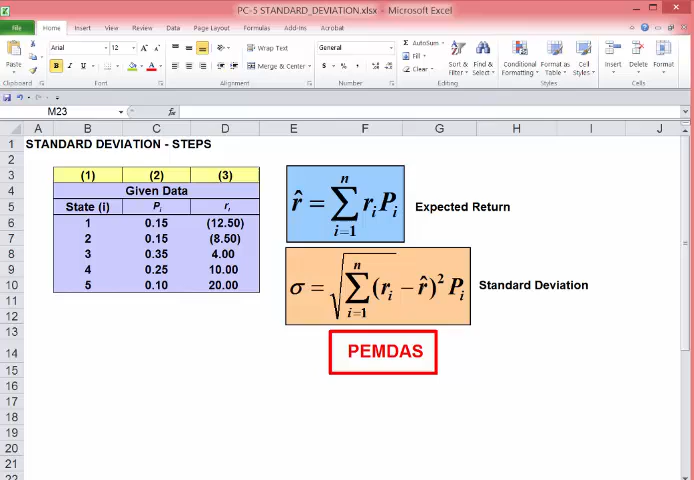 PC-5 STANDARD_DEVIATION.xlsx - Microsoft Excel
File Home Insert Page Layout Formulas Data Review View Add-Ins Acrobat
Paste
Arial 12
B I U
Wrap Text
Merge & Center
General
$ % ,
AutoSum
Fill
Clear
Sort & Filter
Find & Select
Conditional Formatting
Format as Table
Cell Styles
Insert Delete Format
Clipboard Font Alignment Number Editing Styles Cells
M23 fx
A B C D E F G H I J
1 STANDARD DEVIATION - STEPS
2
3 (1) (2) (3)
4 Given Data
5 State (i) Pi ri
6 1 0.15 (12.50)
7 2 0.15 (8.50)
8 3 0.35 4.00
9 4 0.25 10.00
10 5 0.10 20.00
11
12
13
14
15
16
17
18
19
20
21
22
r̂ = n ∑ i=1 riPi
Expected Return
σ = √ n ∑ i=1 (ri − r̂)2 Pi
Standard Deviation
PEMDAS